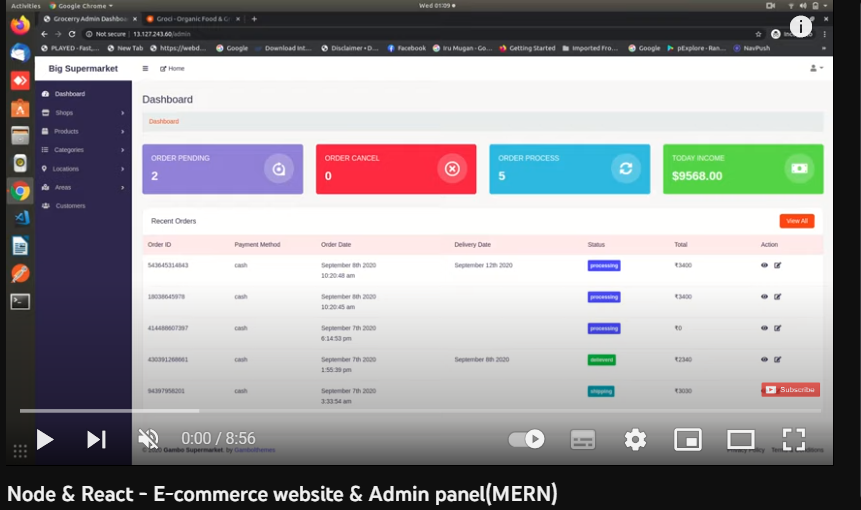 Activities
Google Chrome
Wed 01:09
Grocerry Admin Dashbo
Groci - Organic Food & G
Not secure | 13.127.243.60/admin
PLAYED - Fast,...
New Tab
https://webd...
Google
Download Int...
Disclaimer • D...
Facebook
Iru Mugan - Go...
Getting Started
Imported Fro...
Google
pExplore - Ran...
NavPush
Big Supermarket
Home
Dashboard
Shops
Products
Categories
Locations
Areas
Customers
Dashboard
Dashboard
ORDER PENDING
2
ORDER CANCEL
0
ORDER PROCESS
5
TODAY INCOME
$9568.00
Recent Orders
View All
Order ID Payment Method Order Date Delivery Date Status Total Action
543645314843 cash September 8th 2020 September 12th 2020 processing ₹3400
10:20:48 am
18038645978 cash September 8th 2020 processing ₹3400
10:20:45 am
414488607397 cash September 7th 2020 processing ₹0
6:14:53 pm
430391288661 cash September 7th 2020 September 8th 2020 deleverd ₹2340
1:55:39 pm
94397958201 cash September 7th 2020 shipping ₹3030
3:33:54 am
Subscribe
0:00 / 8:56
2020 Gambo Supermarket. by Gambolthemes
Privacy Policy
Node & React - E-commerce website & Admin panel(MERN)